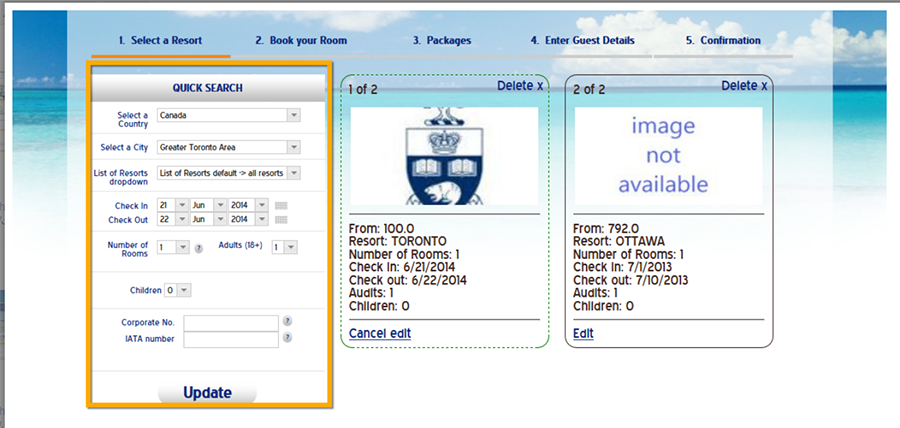 1. Select a Resort
2. Book your Room
3. Packages
4. Enter Guest Details
5. Confirmation
QUICK SEARCH
Select a
Country
Canada
Select a City
Greater Toronto Area
List of Resorts
dropdown
List of Resorts default -> all resorts
Check In
21 Jun 2014
Check Out
22 Jun 2014
Number of
Rooms
1
?
Adults (18+)
1
Children 0
Corporate No.
?
IATA number
?
Update
1 of 2
Delete x
From: 100.0
Resort: TORONTO
Number of Rooms: 1
Check In: 6/21/2014
Check out: 6/22/2014
Audits: 1
Children: 0
Cancel edit
2 of 2
Delete x
image
not
available
From: 792.0
Resort: OTTAWA
Number of Rooms: 1
Check In: 7/1/2013
Check out: 7/10/2013
Audits: 1
Children: 0
Edit